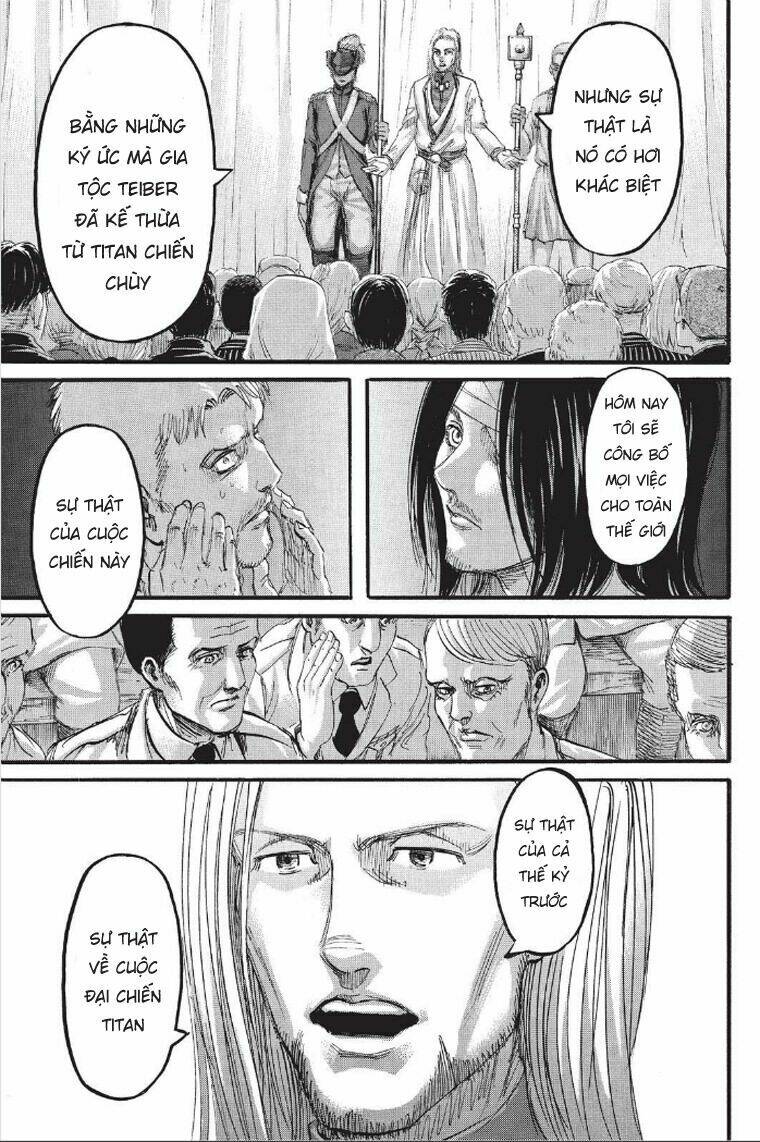 NHƯNG SỰ
THẬT LÀ
NÓ CÓ HƠI
KHÁC BIỆT
BẰNG NHỮNG
KÝ ỨC MÀ GIA
TỘC TEIBER
ĐÃ KẾ THỪA
TỪ TITAN CHIẾN
CHÙY
HÔM NAY
TÔI SẼ
CÔNG BỐ
MỌI VIỆC
CHO TOÀN
THẾ GIỚI
SỰ THẬT
CỦA CUỘC
CHIẾN NÀY
SỰ THẬT
CỦA CẢ
THẾ KỶ
TRƯỚC
SỰ THẬT
VỀ CUỘC
ĐẠI CHIẾN
TITAN